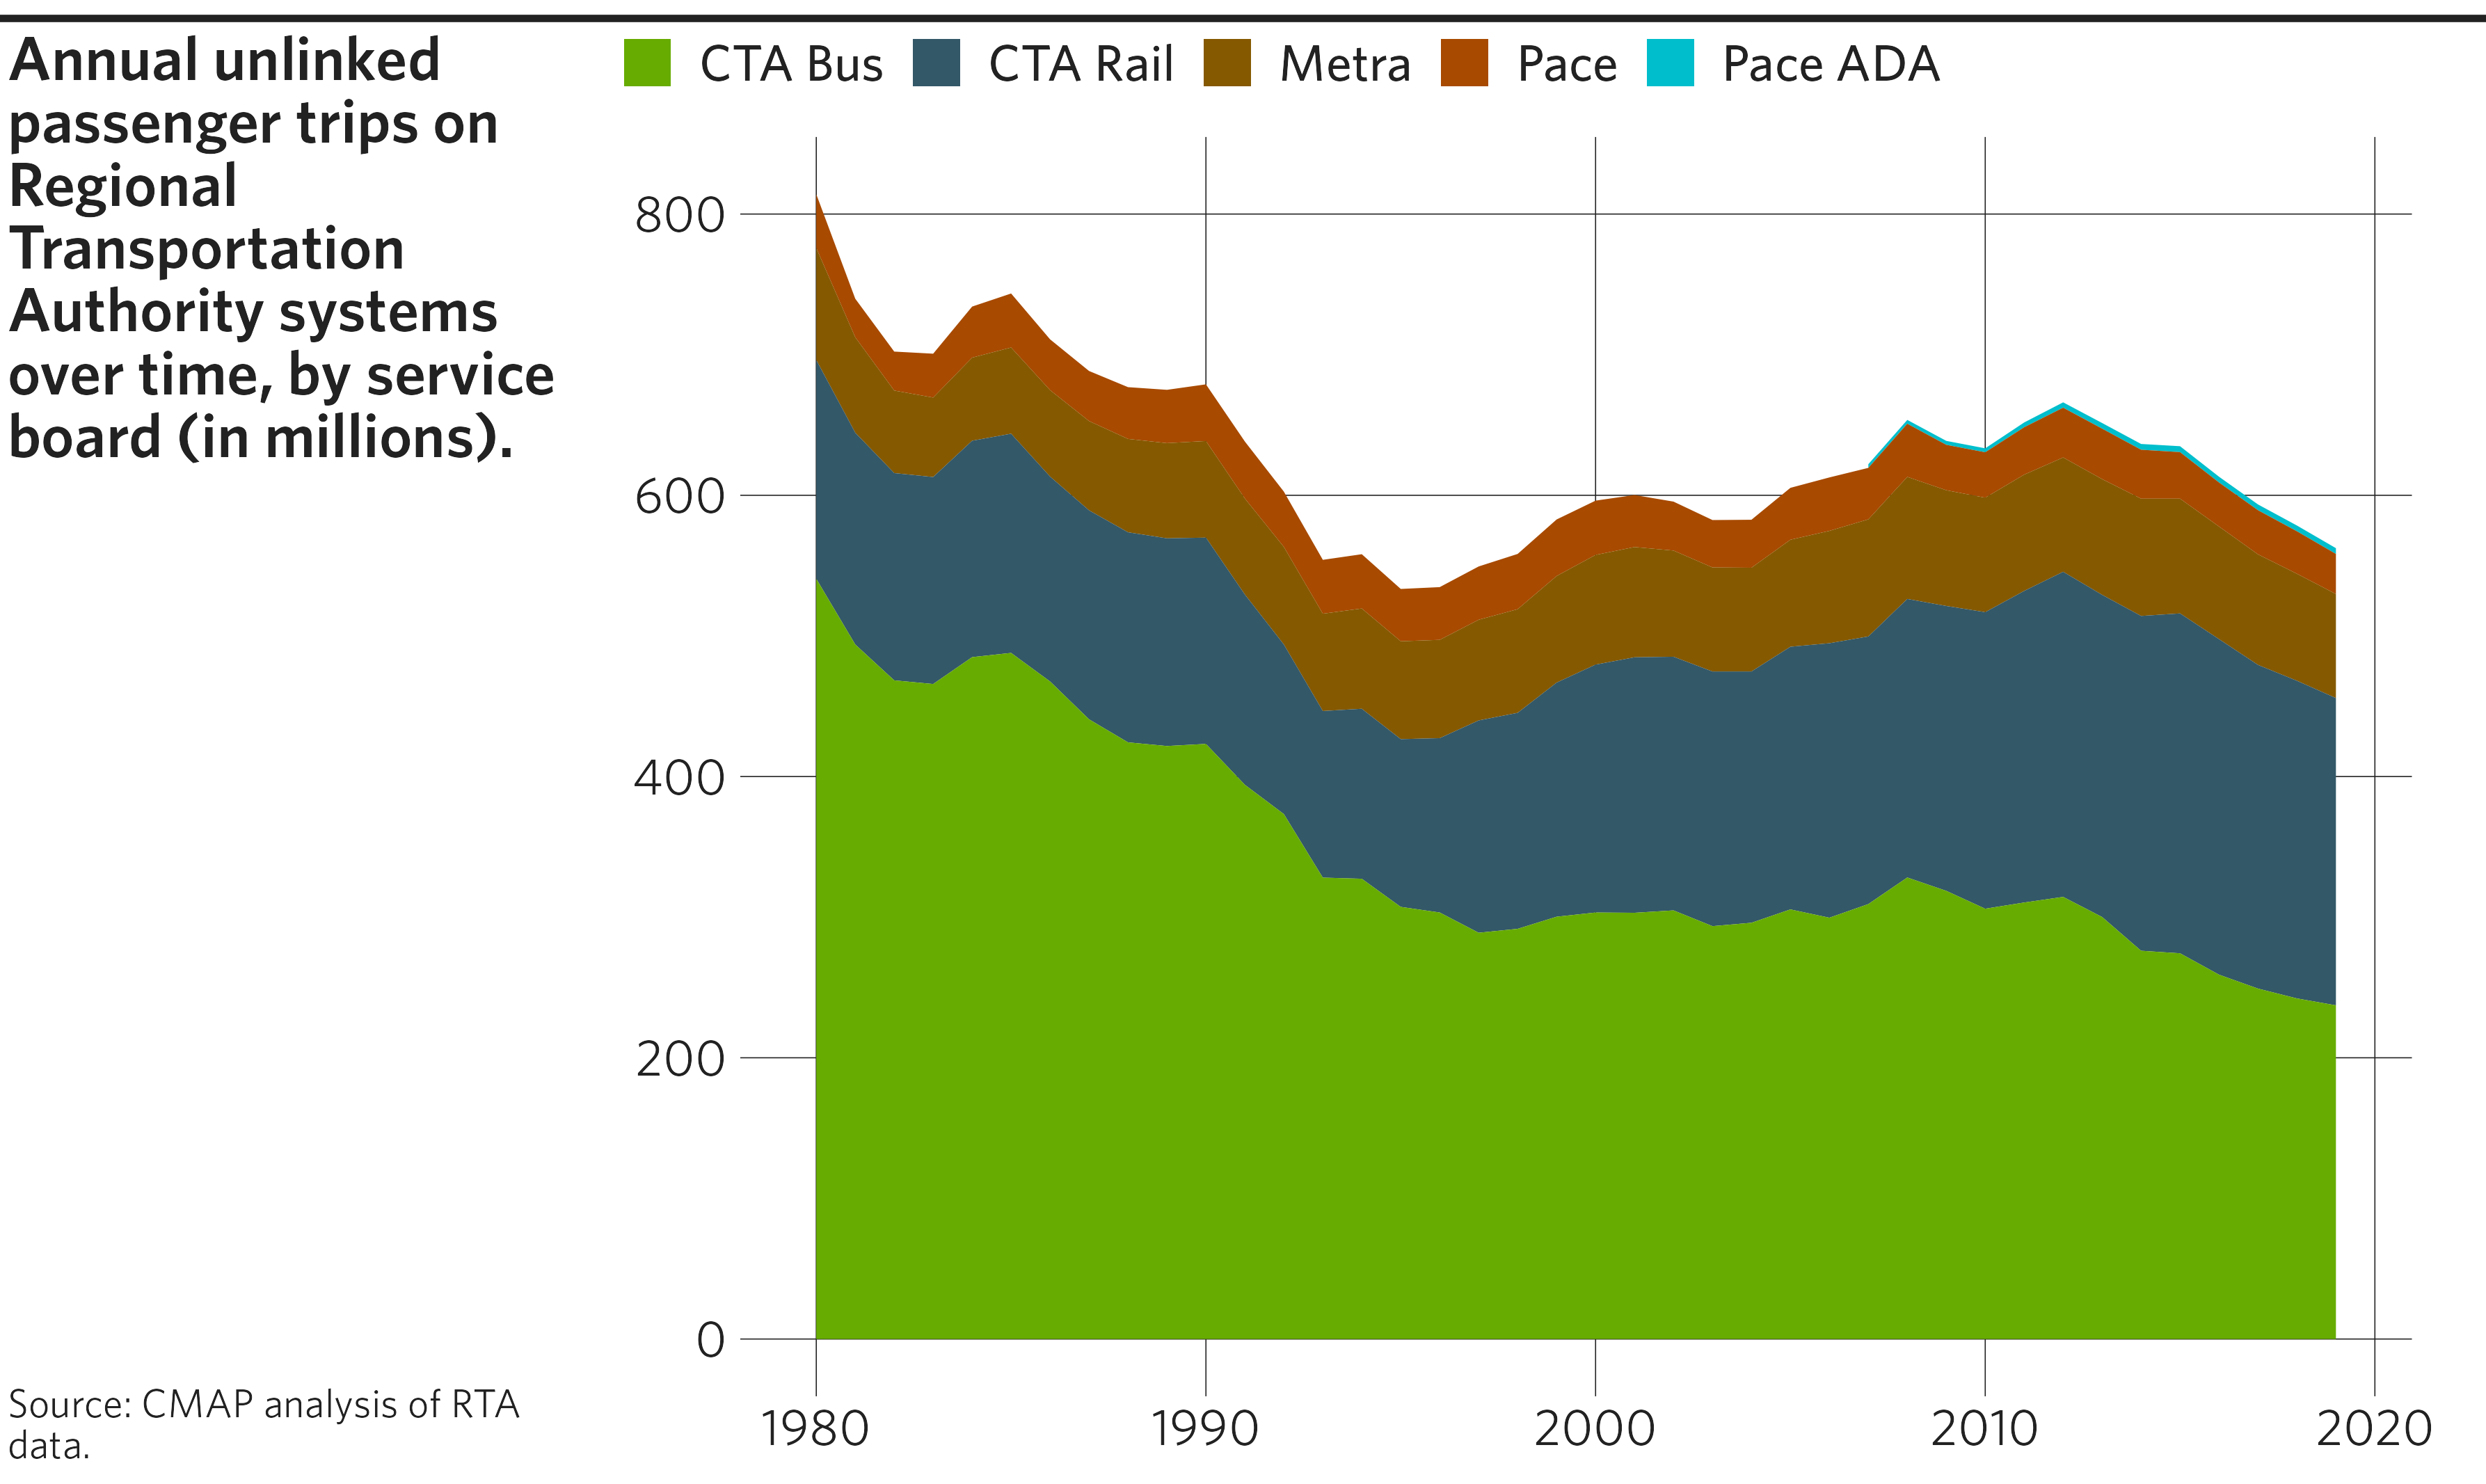 Annual unlinked
passenger trips on
Regional
Transportation
Authority systems
over time, by service
board (in millions).
CTA Bus CTA Rail Metra Pace Pace ADA
800
600
400
200
0
1980 1990 2000 2010 2020
Source: CMAP analysis of RTA
data.